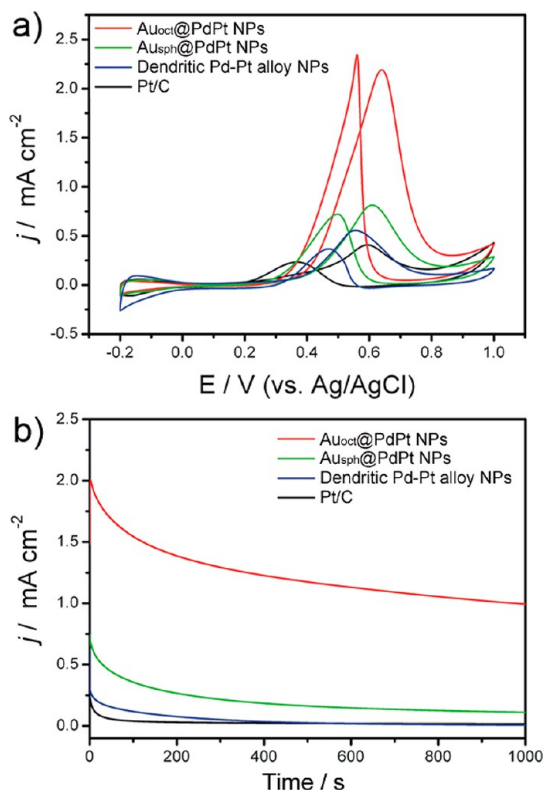 a)
Auoct@PdPt NPs
Ausph@PdPt NPs
Dendritic Pd-Pt alloy NPs
Pt/C
j / mA cm⁻²
2.5
2.0
1.5
1.0
0.5
0.0
-0.5
-0.2 0.0 0.2 0.4 0.6 0.8 1.0
E / V (vs. Ag/AgCl)
b)
Auoct@PdPt NPs
Ausph@PdPt NPs
Dendritic Pd-Pt alloy NPs
Pt/C
j / mA cm⁻²
2.5
2.0
1.5
1.0
0.5
0.0
0 200 400 600 800 1000
Time / s